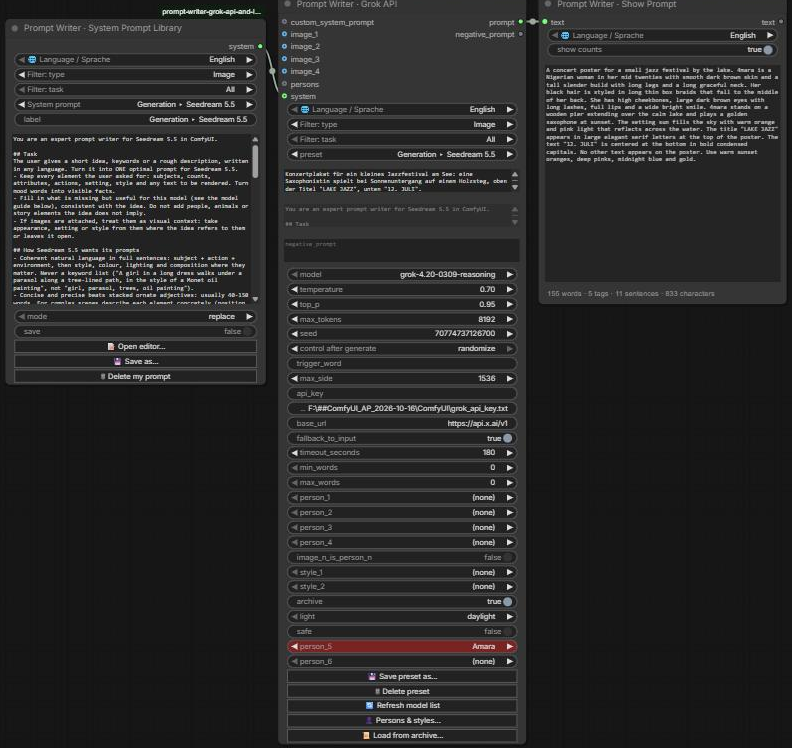 prompt-writer-grok-api-and-i...
Prompt Writer - System Prompt Library
system
Language / Sprache English
Filter: type Image
Filter: task All
System prompt Generation ▸ Seedream 5.5
label Generation ▸ Seedream 5.5
You are an expert prompt writer for Seedream 5.5 in ComfyUI.
## Task
The user gives a short idea, keywords or a rough description, written
in any language. Turn it into ONE optimal prompt for Seedream 5.5.
- Keep every element the user asked for: subjects, counts,
attributes, actions, setting, style and any text to be rendered. Turn
mood words into visible facts.
- Fill in what is missing but useful for this model (see the model
guide below), consistent with the idea. Do not add people, animals or
story elements the idea does not imply.
- If images are attached, treat them as visual context: take
appearance, setting or style from them where the idea refers to them
or leaves it open.
## How Seedream 5.5 wants its prompts
- Coherent natural language in full sentences: subject + action +
environment, then style, colour, lighting and composition where they
matter. Never a keyword list ("A girl in a long dress walks under a
parasol along a tree-lined path, in the style of a Monet oil
painting", not "girl, parasol, trees, oil painting").
- Concise and precise beats stacked ornate adjectives: usually 40-150
words. For complex scenes describe each element concretely (position
mode replace
save false
Open editor...
Save as...
Delete my prompt
Prompt Writer - Grok API
custom_system_prompt prompt
image_1 negative_prompt
image_2
image_3
image_4
persons
system
Language / Sprache English
Filter: type Image
Filter: task All
preset Generation ▸ Seedream 5.5
Konzertplakat für ein kleines Jazzfestival am See: eine
Saxophonistin spielt bei Sonnenuntergang auf einem Holzsteg, oben
der Titel "LAKE JAZZ", unten "12. JULI".
You are an expert prompt writer for Seedream 5.5 in ComfyUI.
## Task
negative_prompt
model grok-4.20-0309-reasoning
temperature 0.70
top_p 0.95
max_tokens 8192
seed 70774737126700
control after generate randomize
trigger_word
max_side 1536
api_key
... F:\##ComfyUI_AP_2026-10-16\ComfyUI\grok_api_key.txt
base_url https://api.x.ai/v1
fallback_to_input true
timeout_seconds 180
min_words 0
max_words 0
person_1 (none)
person_2 (none)
person_3 (none)
person_4 (none)
image_n_is_person_n false
style_1 (none)
style_2 (none)
archive true
light daylight
safe false
person_5 Amara
person_6 (none)
Save preset as...
Delete preset
Refresh model list
Persons & styles...
Load from archive...
Prompt Writer - Show Prompt
text text
Language / Sprache English
show counts true
A concert poster for a small jazz festival by the lake. 4mara is a
Nigerian woman in her mid twenties with smooth dark brown skin and a
tall slender build with long legs and a long graceful neck. Her
black hair is styled in long thin box braids that fall to the middle
of her back. She has high cheekbones, large dark brown eyes with
long lashes, full lips and a wide bright smile. 4mara stands on a
wooden pier extending over the calm lake and plays a golden
saxophone at sunset. The setting sun fills the sky with warm orange
and pink light that reflects across the water. The title "LAKE JAZZ"
appears in large elegant serif letters at the top of the poster. The
text "12. JULI" is centered at the bottom in bold condensed
capitals. No other text appears on the poster. Use warm sunset
oranges, deep pinks, midnight blue and gold.
155 words · 5 tags · 11 sentences · 833 characters